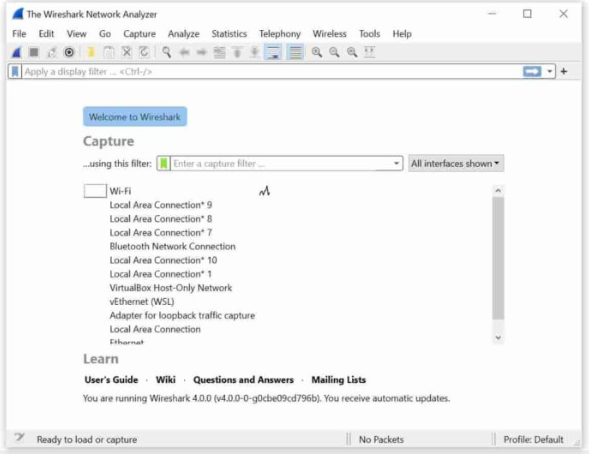 The Wireshark Network Analyzer
File Edit View Go Capture Analyze Statistics Telephony Wireless Tools Help
Apply a display filter ... <Ctrl-/>
Welcome to Wireshark
Capture
...using this filter: Enter a capture filter ... All interfaces shown
Wi-Fi
Local Area Connection* 9
Local Area Connection* 8
Local Area Connection* 7
Bluetooth Network Connection
Local Area Connection* 10
Local Area Connection* 1
VirtualBox Host-Only Network
vEthernet (WSL)
Adapter for loopback traffic capture
Local Area Connection
Ethernet
Learn
User's Guide · Wiki · Questions and Answers · Mailing Lists
You are running Wireshark 4.0.0 (v4.0.0-0-g0cbe09cd796b). You receive automatic updates.
Ready to load or capture No Packets Profile: Default